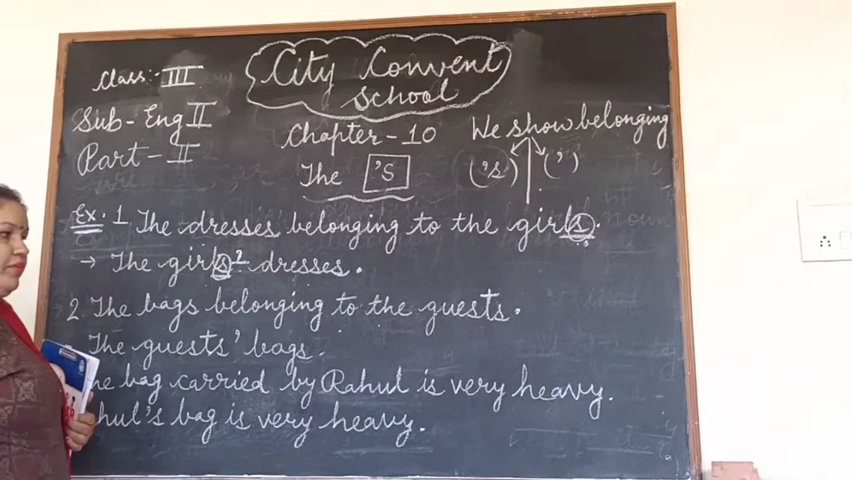 City Convent
School
Class:- III
Sub- Eng II
Part - II
Chapter - 10
The 's
We show belonging
('s) (')
Ex. 1 The dresses belonging to the girls.
→ The girls' dresses.
2 The bags belonging to the guests.
The guests' bags.
bag carried by Rahul is very heavy.
bag is very heavy.